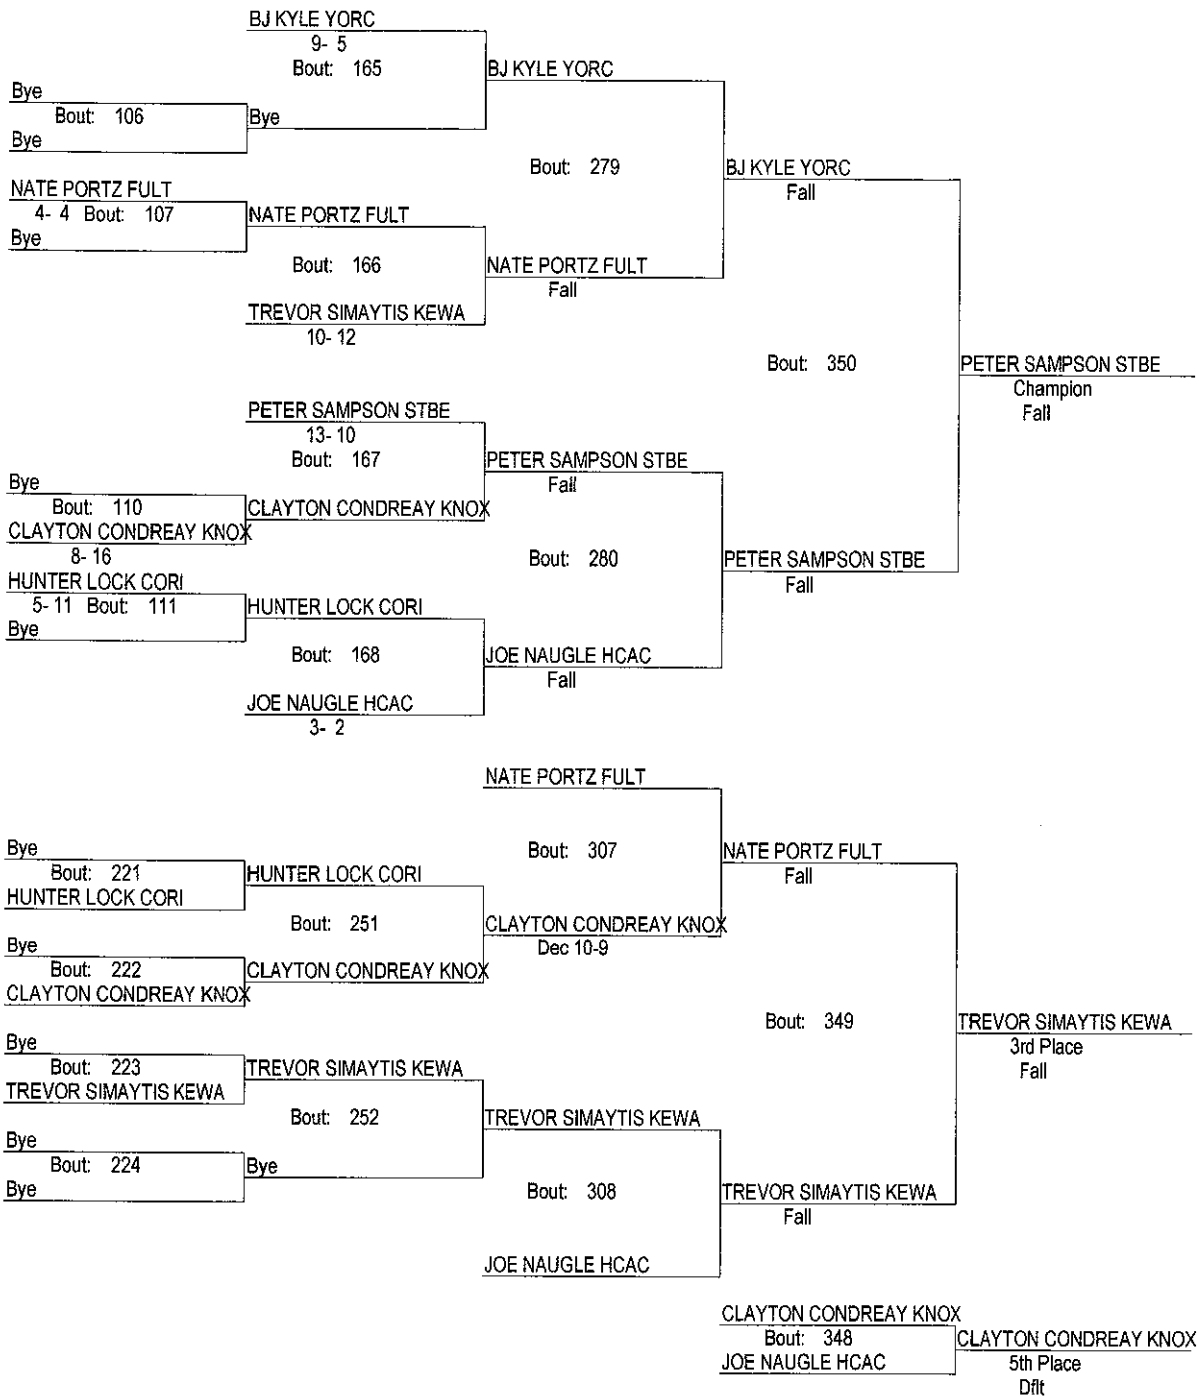 BJ KYLE YORC
9- 5
Bout: 165
BJ KYLE YORC
Bye
Bout: 106
Bye
Bye
Bout: 279
BJ KYLE YORC
Fall
NATE PORTZ FULT
4- 4 Bout: 107
NATE PORTZ FULT
Bye
Bout: 166
NATE PORTZ FULT
Fall
TREVOR SIMAYTIS KEWA
10- 12
Bout: 350
PETER SAMPSON STBE
Champion
Fall
PETER SAMPSON STBE
13- 10
Bout: 167
PETER SAMPSON STBE
Fall
Bye
Bout: 110
CLAYTON CONDREAY KNOX
CLAYTON CONDREAY KNOX
8- 16
Bout: 280
PETER SAMPSON STBE
Fall
HUNTER LOCK CORI
5- 11 Bout: 111
HUNTER LOCK CORI
Bye
Bout: 168
JOE NAUGLE HCAC
Fall
JOE NAUGLE HCAC
3- 2
NATE PORTZ FULT
Bout: 307
NATE PORTZ FULT
Fall
Bye
Bout: 221
HUNTER LOCK CORI
HUNTER LOCK CORI
Bout: 251
CLAYTON CONDREAY KNOX
Dec 10-9
Bye
Bout: 222
CLAYTON CONDREAY KNOX
CLAYTON CONDREAY KNOX
Bout: 349
TREVOR SIMAYTIS KEWA
3rd Place
Fall
Bye
Bout: 223
TREVOR SIMAYTIS KEWA
TREVOR SIMAYTIS KEWA
Bout: 252
TREVOR SIMAYTIS KEWA
Bye
Bout: 224
Bye
Bye
Bout: 308
TREVOR SIMAYTIS KEWA
Fall
JOE NAUGLE HCAC
CLAYTON CONDREAY KNOX
Bout: 348
CLAYTON CONDREAY KNOX
JOE NAUGLE HCAC
5th Place
Dflt